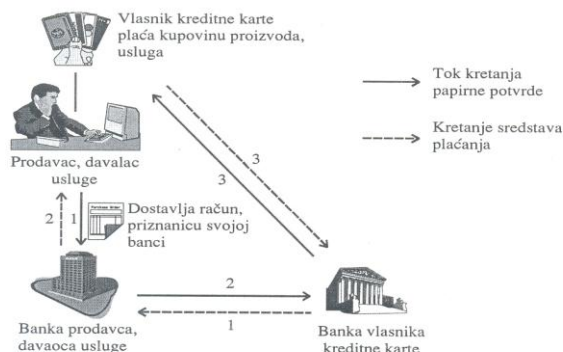 Vlasnik kreditne karte
plaća kupovinu proizvoda,
usluga
Tok kretanja
papirne potvrde
Kretanje sredstava
plaćanja
Prodavac, davalac
usluge
3
3
2
1
Dostavlja račun,
priznanicu svojoj
banci
2
1
Banka prodavca,
davaoca usluge
Banka vlasnika
kreditne karte